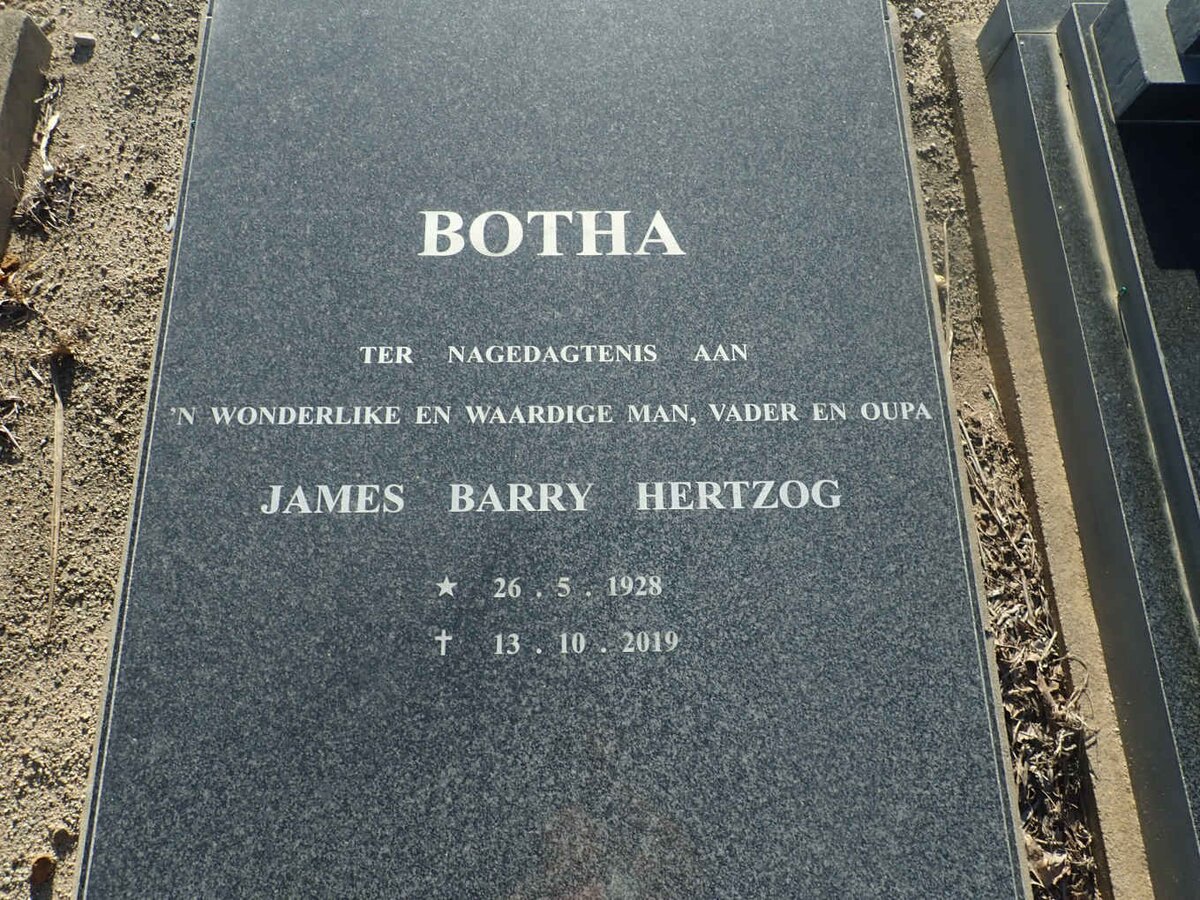 BOTHA
TER NAGEDAGTENIS AAN
'N WONDERLIKE EN WAARDIGE MAN, VADER EN OUPA
JAMES BARRY HERTZOG
★ 26 . 5 . 1928
✝ 13 . 10 . 2019